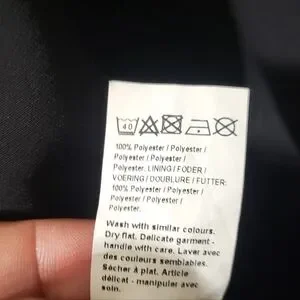 40
100% Polyester / Polyester /
Polyester / Polyester /
Polyester. LINING / FODER /
VOERING / DOUBLURE / FUTTER:
100% Polyester / Polyester /
Polyester / Polyester /
Polyester.
Wash with similar colours.
Dry flat. Delicate garment -
handle with care. Laver avec
des couleurs semblables.
Sécher à plat. Article
délicat - manipuler avec
soin.